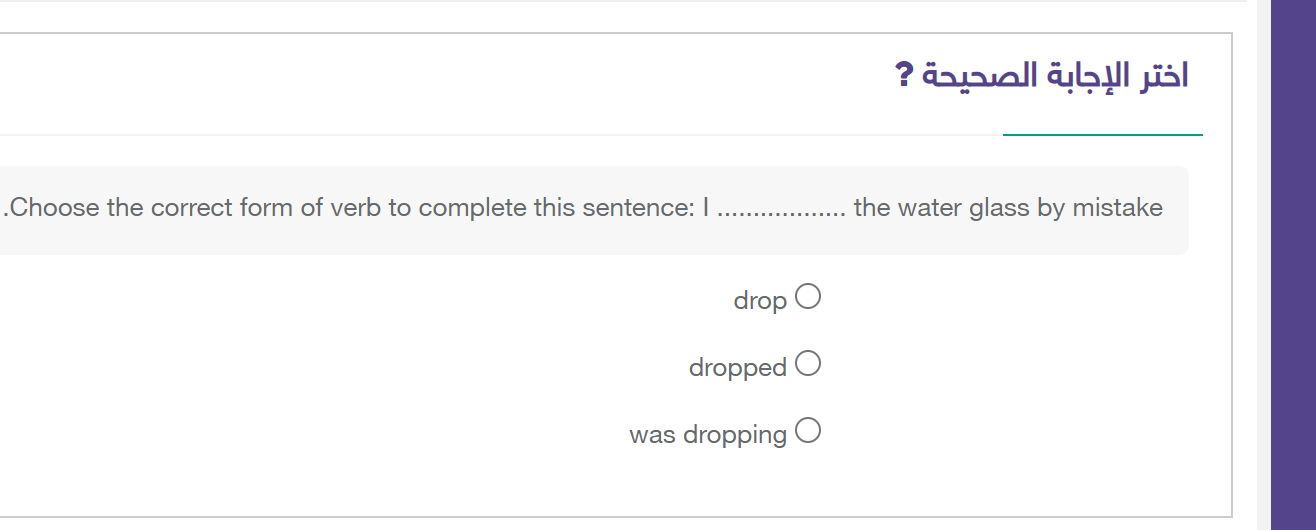 اختر الإجابة الصحيحة ?
.Choose the correct form of verb to complete this sentence: I .................. the water glass by mistake
drop
dropped
was dropping